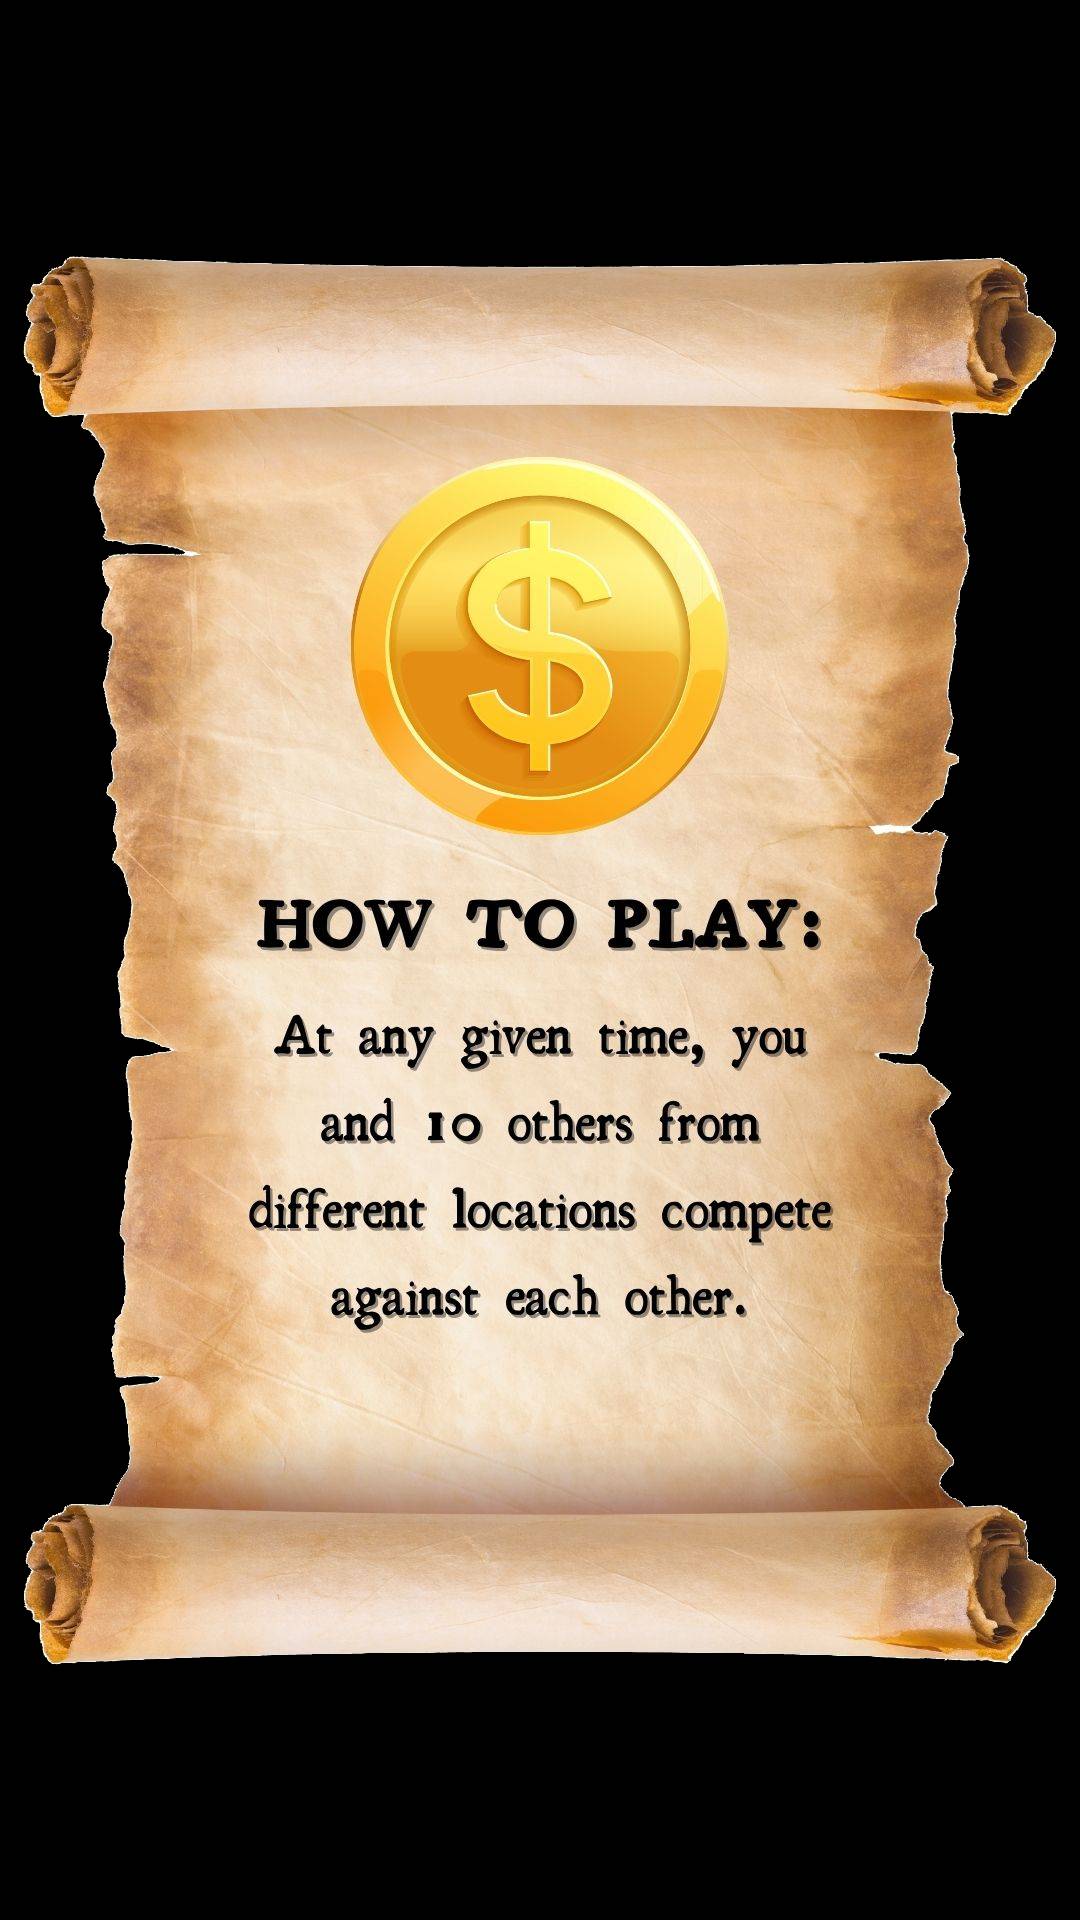 $
HOW TO PLAY:
At any given time, you
and 10 others from
different locations compete
against each other.